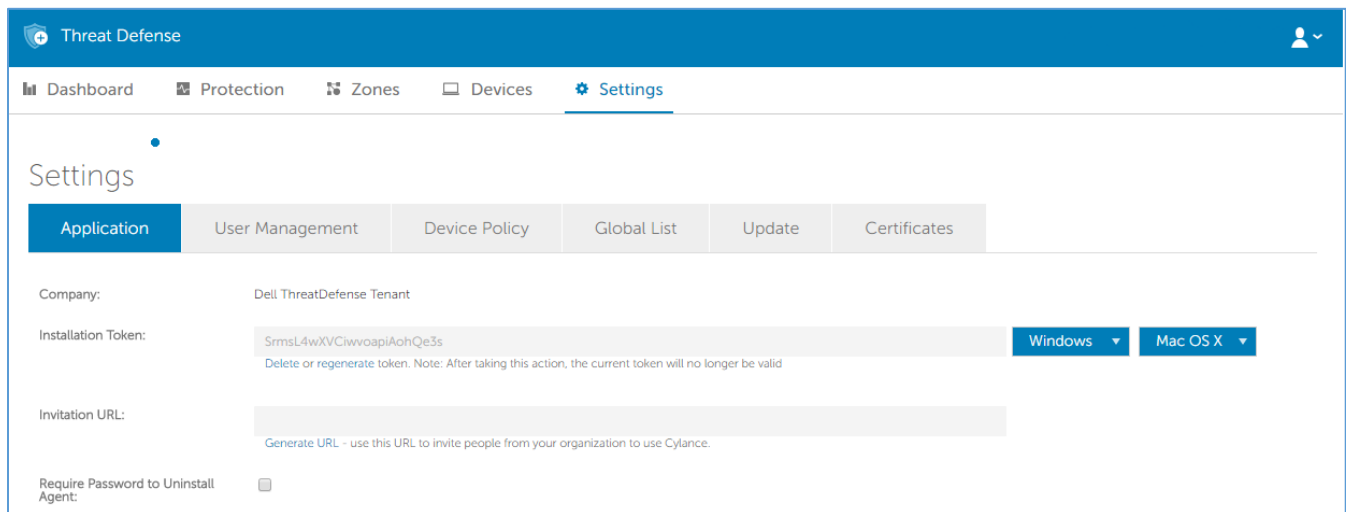 Threat Defense
Dashboard Protection Zones Devices Settings
Settings
Application User Management Device Policy Global List Update Certificates
Company: Dell ThreatDefense Tenant
Installation Token: SrmsL4wXVCiwvoapiAohQe3s Windows Mac OS X
Delete or regenerate token. Note: After taking this action, the current token will no longer be valid
Invitation URL:
Generate URL - use this URL to invite people from your organization to use Cylance.
Require Password to Uninstall
Agent: